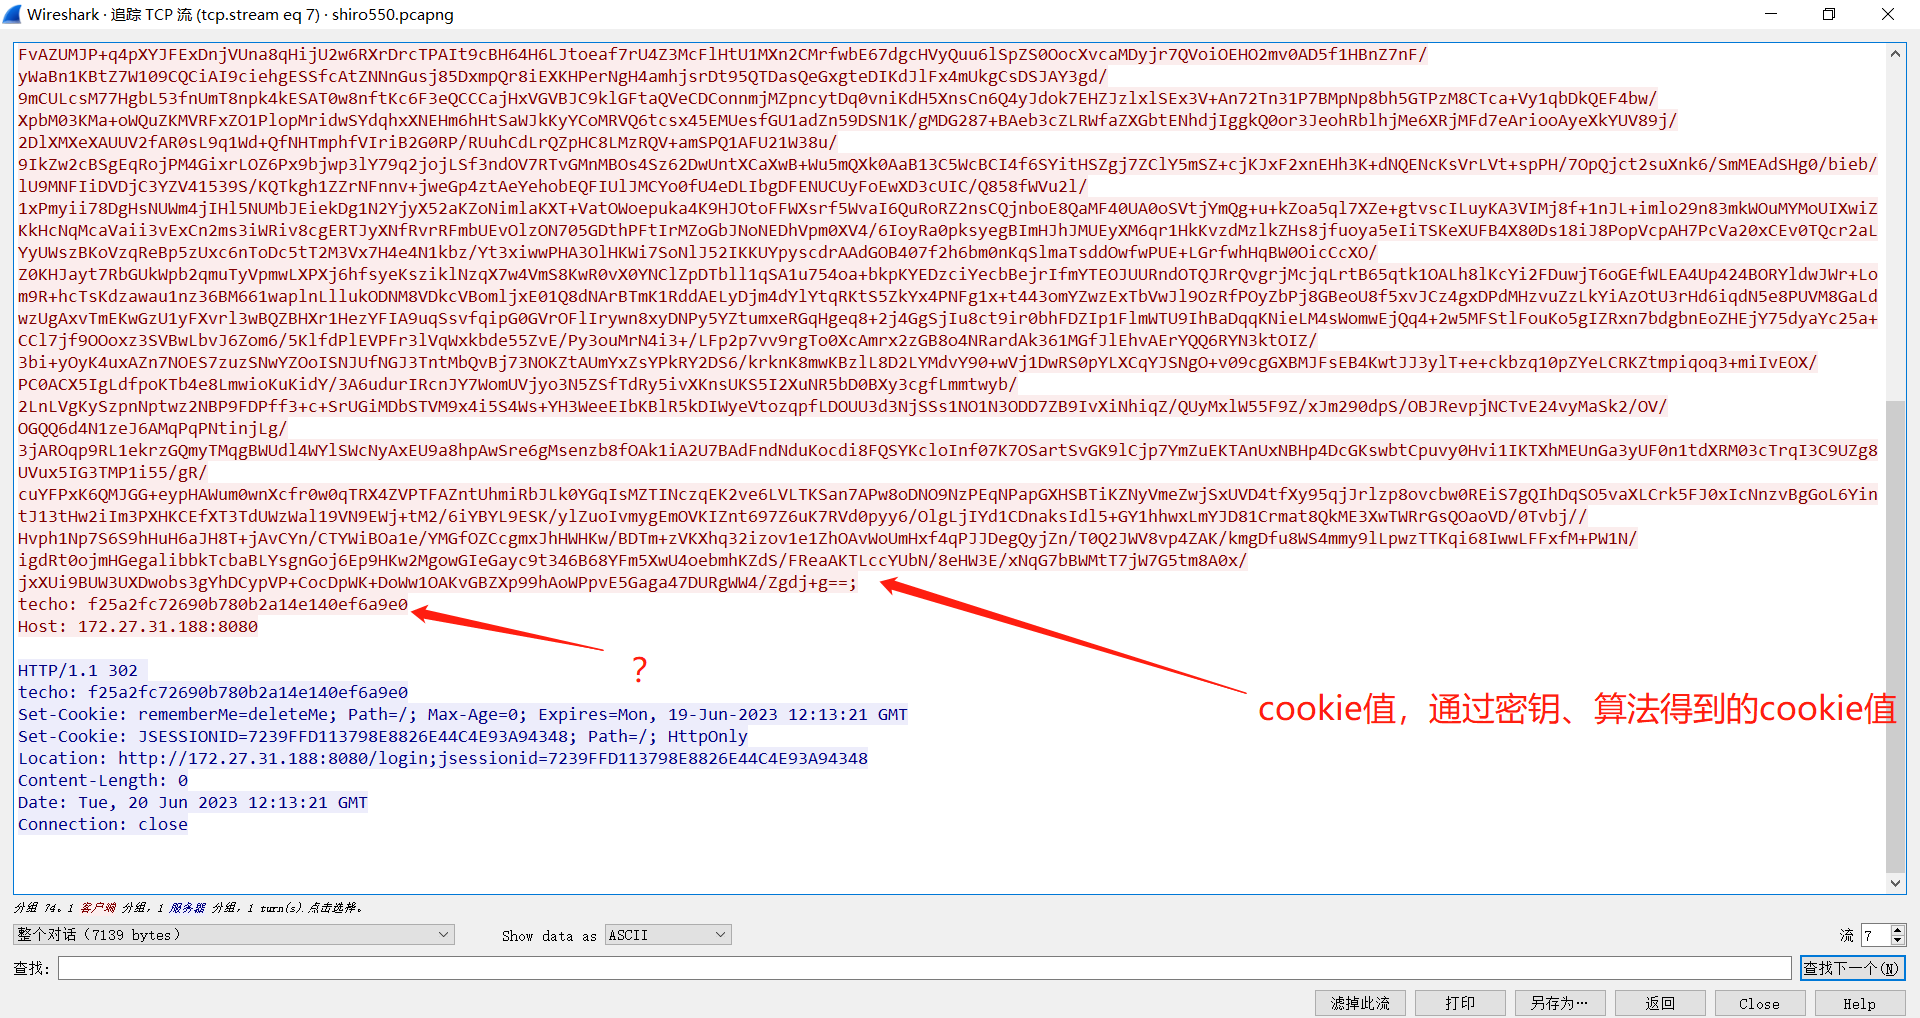 Wireshark · 追踪 TCP 流 (tcp.stream eq 7) · shiro550.pcapng
FvAZUMJP+q4pXYJFExDnjVUna8qHijU2w6RXrDrcTPAIt9cBH64H6LJtoeaf7rU4Z3McFlHtU1MXn2CMrfwbE67dgcHVyQuu6lSpZS0OocXvcaMDyjr7QVoiOEHO2mv0AD5f1HBnZ7nF/
yWaBn1KBtZ7W109CQCiAI9ciehgESSfcAtZNNnGusj85DxmpQr8iEXKHPerNgH4amhjsrDt95QTDasQeGxgteDIKdJlFx4mUkgCsDSJAY3gd/
9mCULcsM77HgbL53fnUmT8npk4kESAT0w8nftKc6F3eQCCCajHxVGVBJC9klGFtaQVeCDConnmjMZpncytDq0vniKdH5XnsCn6Q4yJdok7EHZJzlxlSEx3V+An72Tn31P7BMpNp8bh5GTPzM8CTca+Vy1qbDkQEF4bw/
XpbM03KMa+oWQuZKMVRFxZO1PlopMridwSYdqhxXNEHm6hHtSaWJkKyYCoMRVQ6tcsx45EMUesfGU1adZn59DSN1K/gMDG287+BAeb3cZLRWfaZXGbtENhdjIggkQ0or3JeohRblhjMe6XRjMFd7eAriooAyeXkYUV89j/
2DlXMXeXAUUV2fAR0sL9q1Wd+QfNHTmphfVIriB2G0RP/RUuhCdLrQZpHC8LMzRQV+amSPQ1AFU21W38u/
9IkZw2cBSgEqRojPM4GixrLOZ6Px9bjwp3lY79q2jojLSf3ndOV7RTvGMnMBOs4Sz62DwUntXCaXwB+Wu5mQXk0AaB13C5WcBCI4f6SYitHSZgj7ZClY5mSZ+cjKJxF2xnEHh3K+dNQENcKsVrLVt+spPH/7OpQjct2suXnk6/SmMEAdSHg0/bieb/
lU9MNFIiDVDjC3YZV41539S/KQTkgh1ZZrNFnnv+jweGp4ztAeYehobEQFIUlJMCYo0fU4eDLIbgDFENUCUyFoEwXD3cUIC/Q858fWVu2l/
1xPmyii78DgHsNUWm4jIHl5NUMbJEiekDg1N2YjyX52aKZoNimlaKXT+VatOWoepuka4K9HJOtoFFWXsrf5WvaI6QuRoRZ2nsCQjnboE8QaMF40UA0oSVtjYmQg+u+kZoa5ql7XZe+gtvscILuyKA3VIMj8f+1nJL+imlo29n83mkWOuMYMoUIXwiZ
KkHcNqMcaVaii3vExCn2ms3iWRiv8cgERTJyXNfRvrRFmbUEvOlzON705GDthPFtIrMZoGbJNoNEDhVpm0XV4/6IoyRa0pksyegBImHJhJMUEyXM6qr1HkKvzdMzlkZHs8jfuoya5eIiTSKeXUFB4X80Ds18iJ8PopVcpAH7PcVa20xCEv0TQcr2aL
YyUWszBKoVzqReBp5zUxc6nToDc5tT2M3Vx7H4e4N1kbz/Yt3xiwwPHA3OlHKWi7SoNlJ52IKKUYpyscdrAAdGOB407f2h6bm0nKqSlmaTsddOwfwPUE+LGrfwhHqBW0OicCcXO/
Z0KHJayt7RbGUkWpb2qmuTyVpmwLXPXj6hfsyeKsziklNzqX7w4VmS8KwR0vX0YNClZpDTbll1qSA1u754oa+bkpKYEDzciYecbBejrIfmYTEOJUURndOTQJRrQvgrjMcjqLrtB65qtk1OALh8lKcYi2FDuwjT6oGEfWLEA4Up424BORYldwJWr+Lo
m9R+hcTsKdzawau1nz36BM661waplnLllukODNM8VDkcVBomljxE01Q8dNArBTmK1RddAELyDjm4dYlYtqRKtS5ZkYx4PNFg1x+t443omYZwzExTbVwJl9OzRfPOyZbPj8GBeoU8f5xvJCz4gxDPdMHzvuZzLkYiAzOtU3rHd6iqdN5e8PUVM8GaLd
wzUgAxvTmEKwGzU1yFXvrl3wBQZBHXr1HezYFIA9uqSsvfqipG0GVrOFlIrywn8xyDNPy5YZtumxeRGqHgeq8+2j4GgSjIu8ct9ir0bhFDZIp1FlmWTU9IhBaDqqKNieLM4sWomwEjQq4+2w5MFStlFouKo5gIZRxn7bdgbnEoZHEjY75dyaYc25a+
CCl7jf9OOoxz3SVBwLbvJ6Zom6/5KlfdPlEVPFr3lVqWxkbde55ZvE/Py3ouMrN4i3+/LFp2p7vv9rgTo0XcAmrx2zGB8o4NRardAk361MGfJlEhvAErYQQ6RYN3ktOIZ/
3bi+yOyK4uxAZn7NOES7zuzSNwYZOoISNJUfNGJ3TntMbQvBj73NOKZtAUmYxZsYPkRY2DS6/krknK8mwKBzlL8D2LYMdvY90+wVj1DwRS0pYLXCqYJSNgO+v09cgGXBMJFsEB4KwtJJ3ylT+e+ckbzq10pZYeLCRKZtmpiqoq3+miIvEOX/
PC0ACX5IgLdfpoKTb4e8LmwioKuKidY/3A6udurIRcnJY7WomUVjyo3N5ZSfTdRy5ivXKnsUKS5I2XuNR5bD0BXy3cgfLmmtwyb/
2LnLVgKySzpnNptwz2NBP9FDPff3+c+SrUGiMDbSTVM9x4i5S4Ws+YH3WeeEIbKBlR5kDIWyeVtozqpfLDOUU3d3NjSSs1NO1N3ODD7ZB9IvXiNhiqZ/QUyMxlW55F9Z/xJm290dpS/OBJRevpjNCTvE24vyMaSk2/OV/
OGQQ6d4N1zeJ6AMqPqPNtinjLg/
3jAROqp9RL1ekrzGQmyTMqgBWUdl4WYlSWcNyAxEU9a8hpAwSre6gMsenzb8fOAk1iA2U7BAdFndNduKocdi8FQSYKcloInf07K7OSartSvGK9lCjp7YmZuEKTAnUxNBHp4DcGKswbtCpuvy0Hvi1IKTXhMEUnGa3yUF0n1tdXRM03cTrqI3C9UZg8
UVux5IG3TMP1i55/gR/
cuYFPxK6QMJGG+eypHAWum0wnXcfr0w0qTRX4ZVPTFAZntUhmiRbJLk0YGqIsMZTINczqEK2ve6LVLTKSan7APw8oDNO9NzPEqNPapGXHSBTiKZNyVmeZwjSxUVD4tfXy95qjJrlzp8ovcbw0REiS7gQIhDqSO5vaXLCrk5FJ0xIcNnzvBgGoL6Yin
tJ13tHw2iIm3PXHKCEfXT3TdUWzWal19VN9EWj+tM2/6iYBYL9ESK/ylZuoIvmygEmOVKIZnt697Z6uK7RVd0pyy6/OlgLjIYd1CDnaksIdl5+GY1hhwxLmYJD81Crmat8QkME3XwTWRrGsQOaoVD/0Tvbj//
Hvph1Np7S6S9hHuH6aJH8T+jAvCYn/CTYWiBOa1e/YMGfOZCcgmxJhHWHKw/BDTm+zVKXhq32izov1e1ZhOAvWoUmHxf4qPJJDegQyjZn/T0Q2JWV8vp4ZAK/kmgDfu8WS4mmy9lLpwzTTKqi68IwwLFFxfM+PW1N/
igdRt0ojmHGegalibbkTcbaBLYsgnGoj6Ep9HKw2MgowGIeGayc9t346B68YFm5XwU4oebmhKZdS/FReaAKTLccYUbN/8eHW3E/xNqG7bBWMtT7jW7G5tm8A0x/
jxXUi9BUW3UXDwobs3gYhDCypVP+CocDpWK+DoWw1OAKvGBZXp99hAoWPpvE5Gaga47DURgWW4/Zgdj+g==;
techo: f25a2fc72690b780b2a14e140ef6a9e0
Host: 172.27.31.188:8080
?
HTTP/1.1 302
techo: f25a2fc72690b780b2a14e140ef6a9e0
cookie值，通过密钥、算法得到的cookie值
Set-Cookie: rememberMe=deleteMe; Path=/; Max-Age=0; Expires=Mon, 19-Jun-2023 12:13:21 GMT
Set-Cookie: JSESSIONID=7239FFD113798E8826E44C4E93A94348; Path=/; HttpOnly
Location: http://172.27.31.188:8080/login;jsessionid=7239FFD113798E8826E44C4E93A94348
Content-Length: 0
Date: Tue, 20 Jun 2023 12:13:21 GMT
Connection: close
分组 74。1 客户端 分组，1 服务器 分组，1 turn(s).点击选择。
整个对话（7139 bytes）
Show data as ASCII
流 7
查找：
查找下一个(N)
滤掉此流 打印 另存为… 返回 Close Help